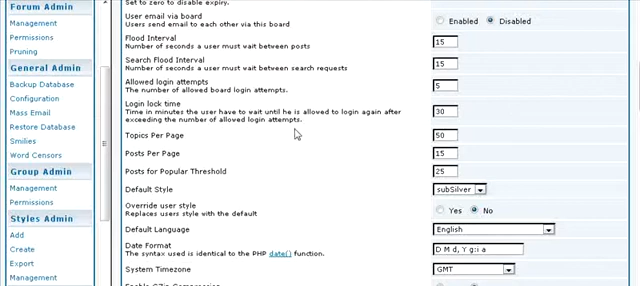 Forum Admin
Management
Permissions
Pruning
General Admin
Backup Database
Configuration
Mass Email
Restore Database
Smilies
Word Censors
Group Admin
Management
Permissions
Styles Admin
Add
Create
Export
Management
Set to zero to disable expiry.
User email via board
Users send email to each other via this board
Enabled Disabled
Flood Interval
Number of seconds a user must wait between posts
15
Search Flood Interval
Number of seconds a user must wait between search requests
15
Allowed login attempts
The number of allowed board login attempts.
5
Login lock time
Time in minutes the user have to wait until he is allowed to login again after
exceeding the number of allowed login attempts.
30
Topics Per Page
50
Posts Per Page
15
Posts for Popular Threshold
25
Default Style
subSilver
Override user style
Replaces users style with the default
Yes No
Default Language
English
Date Format
The syntax used is identical to the PHP date() function.
D M d, Y g:i a
System Timezone
GMT